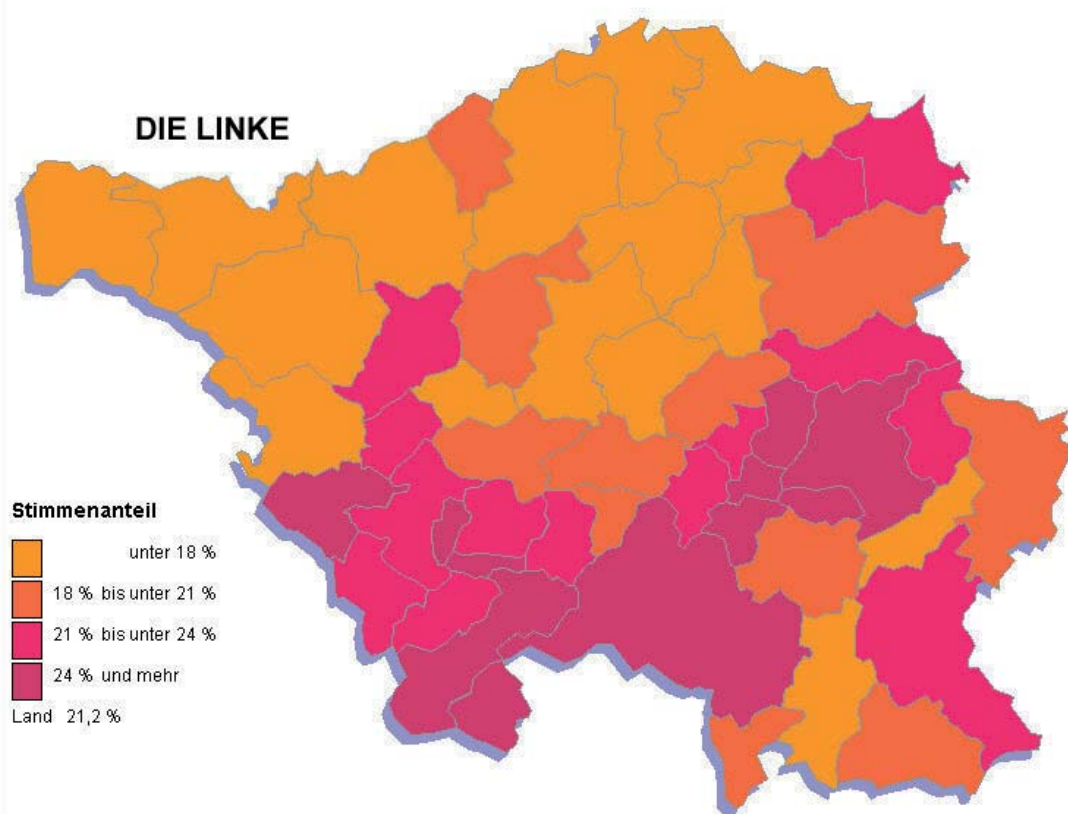 DIE LINKE
Stimmenanteil
unter 18 %
18 % bis unter 21 %
21 % bis unter 24 %
24 % und mehr
Land 21,2 %